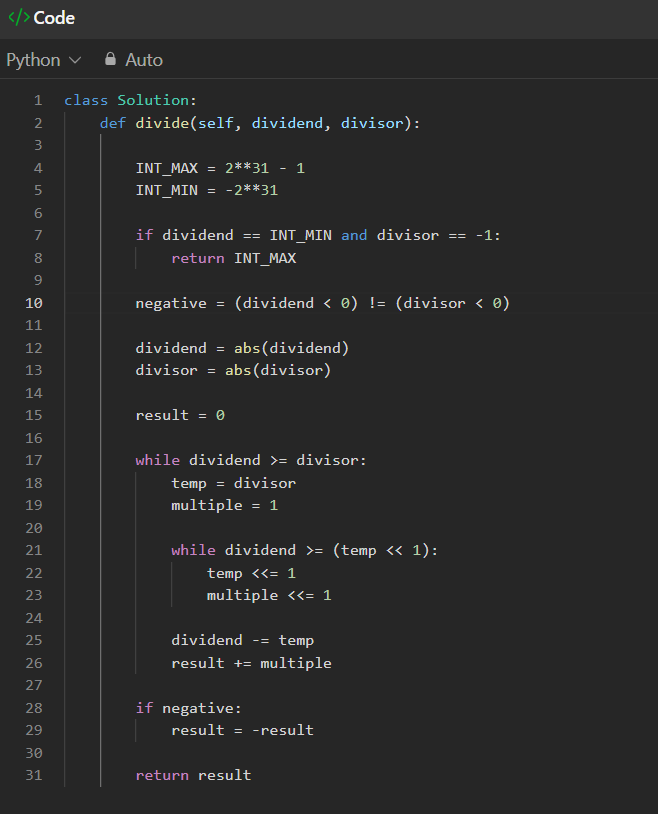 </> Code
Python Auto
1 class Solution:
2     def divide(self, dividend, divisor):
3
4         INT_MAX = 2**31 - 1
5         INT_MIN = -2**31
6
7         if dividend == INT_MIN and divisor == -1:
8             return INT_MAX
9
10         negative = (dividend < 0) != (divisor < 0)
11
12         dividend = abs(dividend)
13         divisor = abs(divisor)
14
15         result = 0
16
17         while dividend >= divisor:
18             temp = divisor
19             multiple = 1
20
21             while dividend >= (temp << 1):
22                 temp <<= 1
23                 multiple <<= 1
24
25             dividend -= temp
26             result += multiple
27
28         if negative:
29             result = -result
30
31         return result